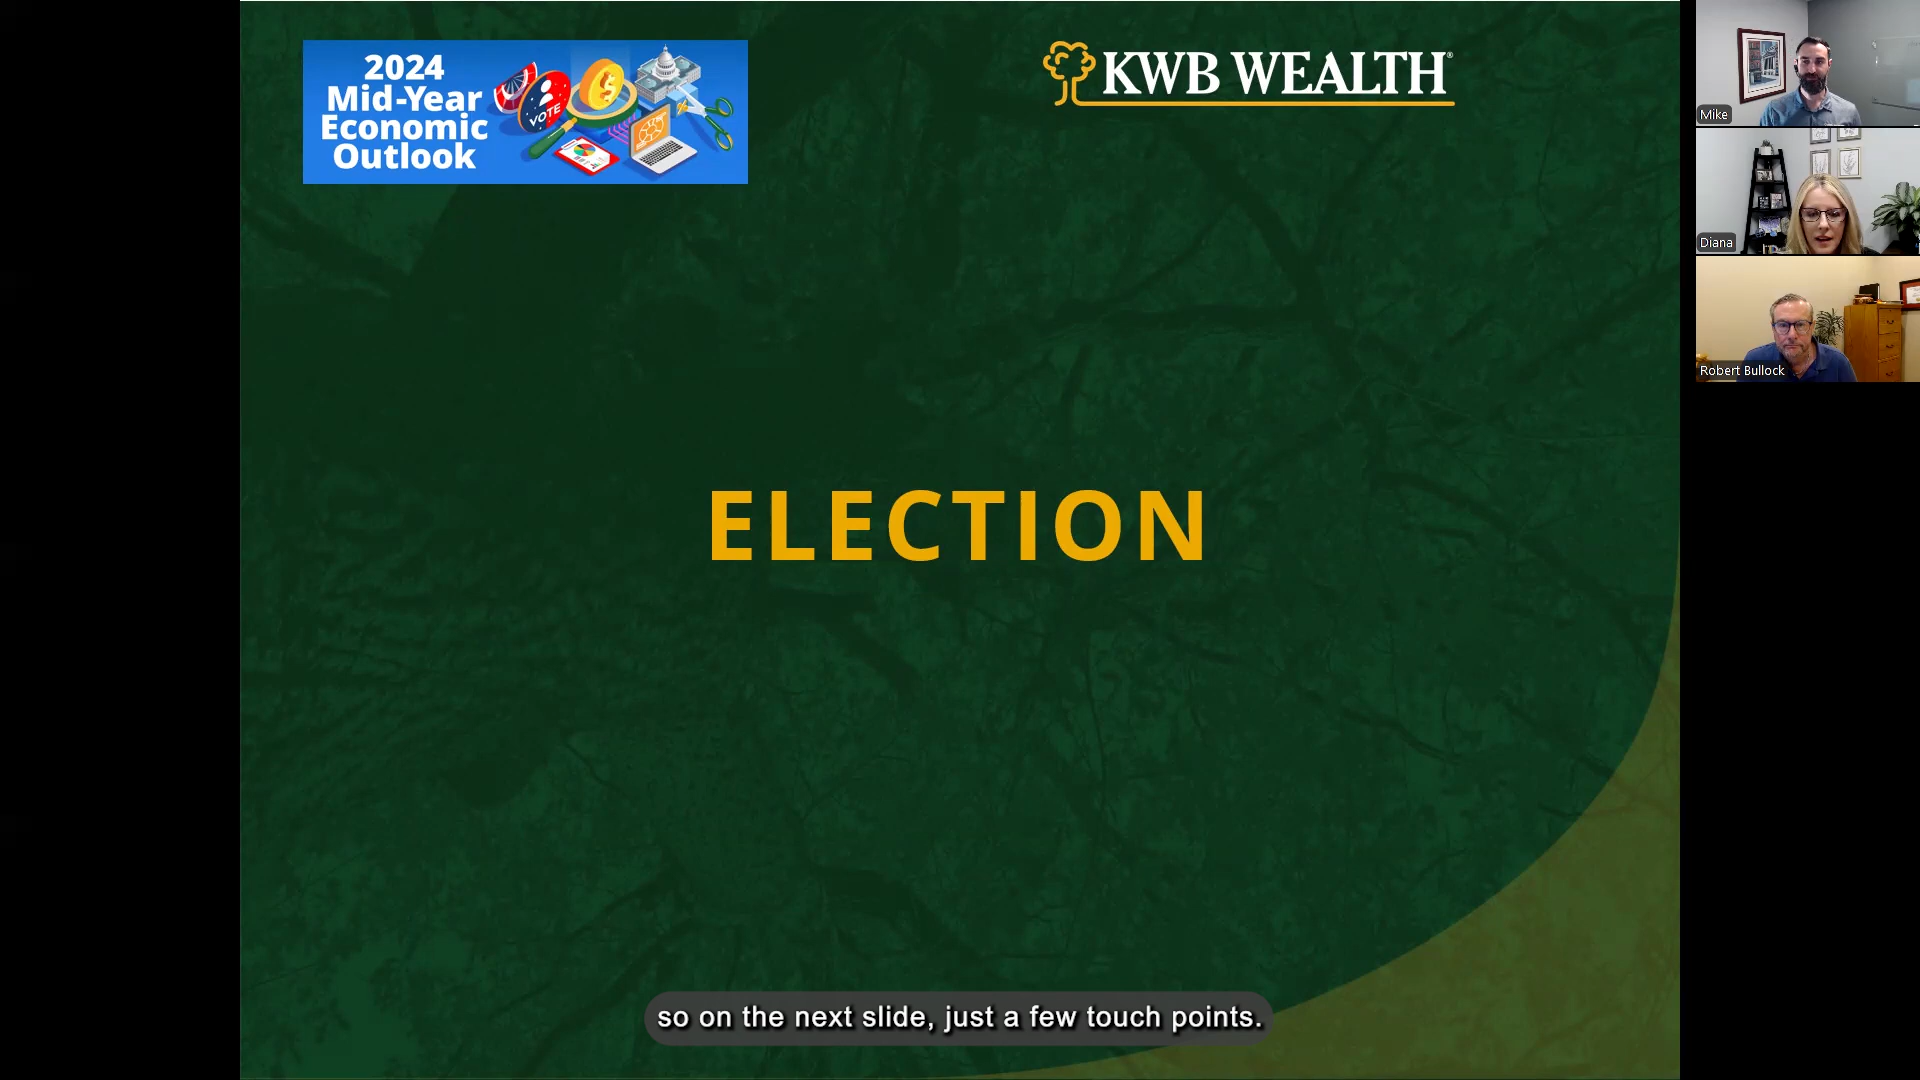 2024
Mid-Year
Economic
Outlook
VOTE
KWB WEALTH®
ELECTION
so on the next slide, just a few touch points.
Mike
Diana
Robert Bullock